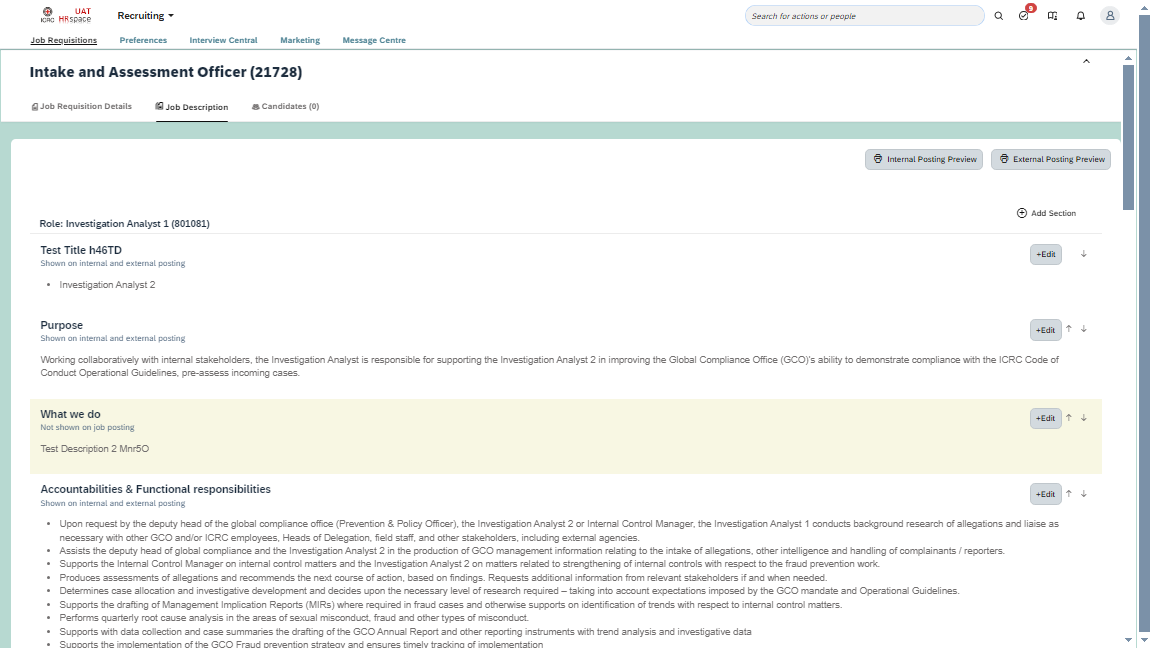 ICRC UAT HRspace Recruiting Search for actions or people 9
Job Requisitions Preferences Interview Central Marketing Message Centre
Intake and Assessment Officer (21728)
Job Requisition Details Job Description Candidates (0)
Internal Posting Preview External Posting Preview
Add Section
Role: Investigation Analyst 1 (801081)
Test Title h46TD
+Edit
Shown on internal and external posting
• Investigation Analyst 2
Purpose
+Edit
Shown on internal and external posting
Working collaboratively with internal stakeholders, the Investigation Analyst is responsible for supporting the Investigation Analyst 2 in improving the Global Compliance Office (GCO)'s ability to demonstrate compliance with the ICRC Code of
Conduct Operational Guidelines, pre-assess incoming cases.
What we do
+Edit
Not shown on job posting
Test Description 2 Mnr5O
Accountabilities & Functional responsibilities
+Edit
Shown on internal and external posting
• Upon request by the deputy head of the global compliance office (Prevention & Policy Officer), the Investigation Analyst 2 or Internal Control Manager, the Investigation Analyst 1 conducts background research of allegations and liaise as
necessary with other GCO and/or ICRC employees, Heads of Delegation, field staff, and other stakeholders, including external agencies.
• Assists the deputy head of global compliance and the Investigation Analyst 2 in the production of GCO management information relating to the intake of allegations, other intelligence and handling of complainants / reporters.
• Supports the Internal Control Manager on internal control matters and the Investigation Analyst 2 on matters related to strengthening of internal controls with respect to the fraud prevention work.
• Produces assessments of allegations and recommends the next course of action, based on findings. Requests additional information from relevant stakeholders if and when needed.
• Determines case allocation and investigative development and decides upon the necessary level of research required – taking into account expectations imposed by the GCO mandate and Operational Guidelines.
• Supports the drafting of Management Implication Reports (MIRs) where required in fraud cases and otherwise supports on identification of trends with respect to internal control matters.
• Performs quarterly root cause analysis in the areas of sexual misconduct, fraud and other types of misconduct.
• Supports with data collection and case summaries the drafting of the GCO Annual Report and other reporting instruments with trend analysis and investigative data
• Supports the implementation of the GCO Fraud prevention strategy and ensures timely tracking of implementation